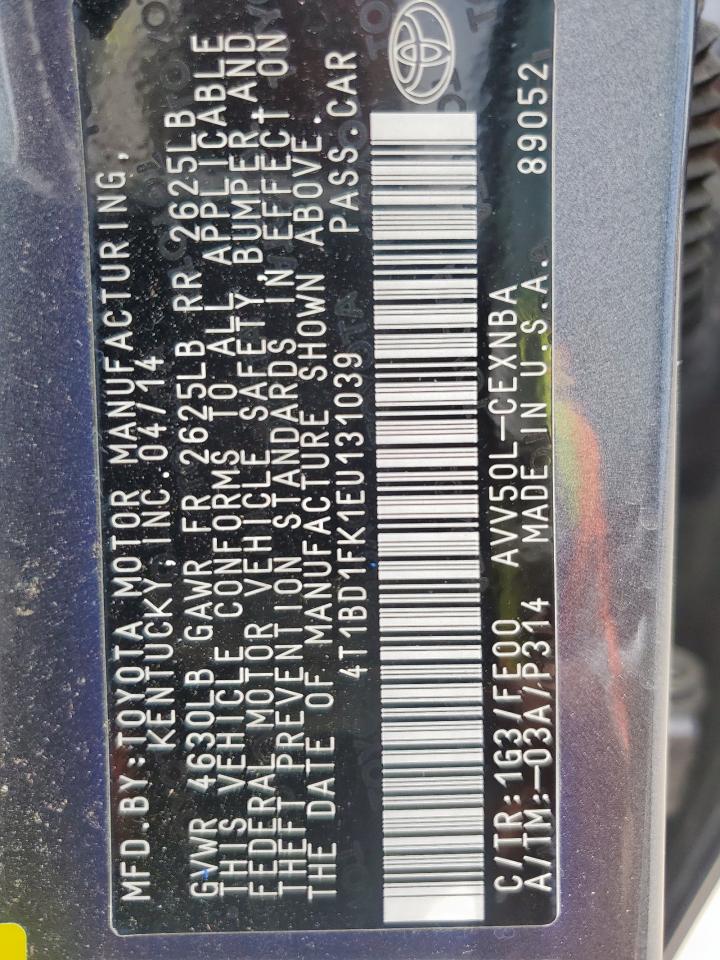 MFD.BY:TOYOTA MOTOR MANUFACTURING,
KENTUCKY,INC.04/14
GVWR 4630LB GAWR FR 2625LB RR 2625LB
THIS VEHICLE CONFORMS TO ALL APPLICABLE
FEDERAL MOTOR VEHICLE SAFETY,BUMPER,AND
THEFT PREVENTION STANDARDS IN EFFECT ON
THE DATE OF MANUFACTURE SHOWN ABOVE.
4T1BD1FK1EU131039 PASS.CAR
C/TR:1G3/FE00 AVV50L-CEXNBA
A/TM:-03A/P314 MADE IN U.S.A. 89052